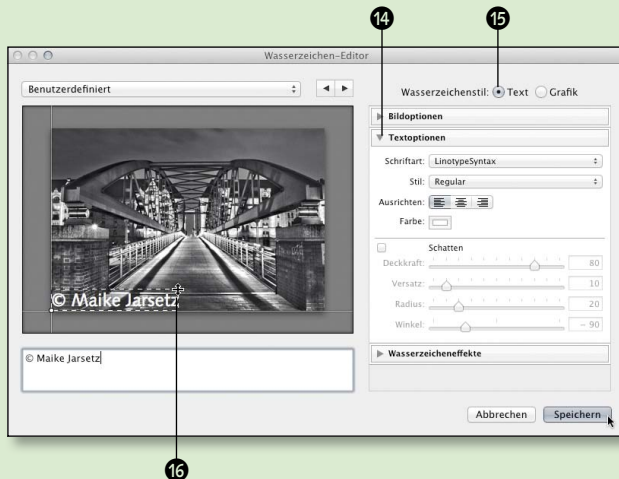 14 15
Wasserzeichen-Editor
Benutzerdefiniert
Wasserzeichenstil: Text Grafik
Bildoptionen
Textoptionen
Schriftart: LinotypeSyntax
Stil: Regular
Ausrichten:
Farbe:
Schatten
Deckkraft: 80
Versatz: 10
Radius: 20
Winkel: – 90
© Maike Jarsetz
© Maike Jarsetz
Wasserzeicheneffekte
Abbrechen Speichern
16